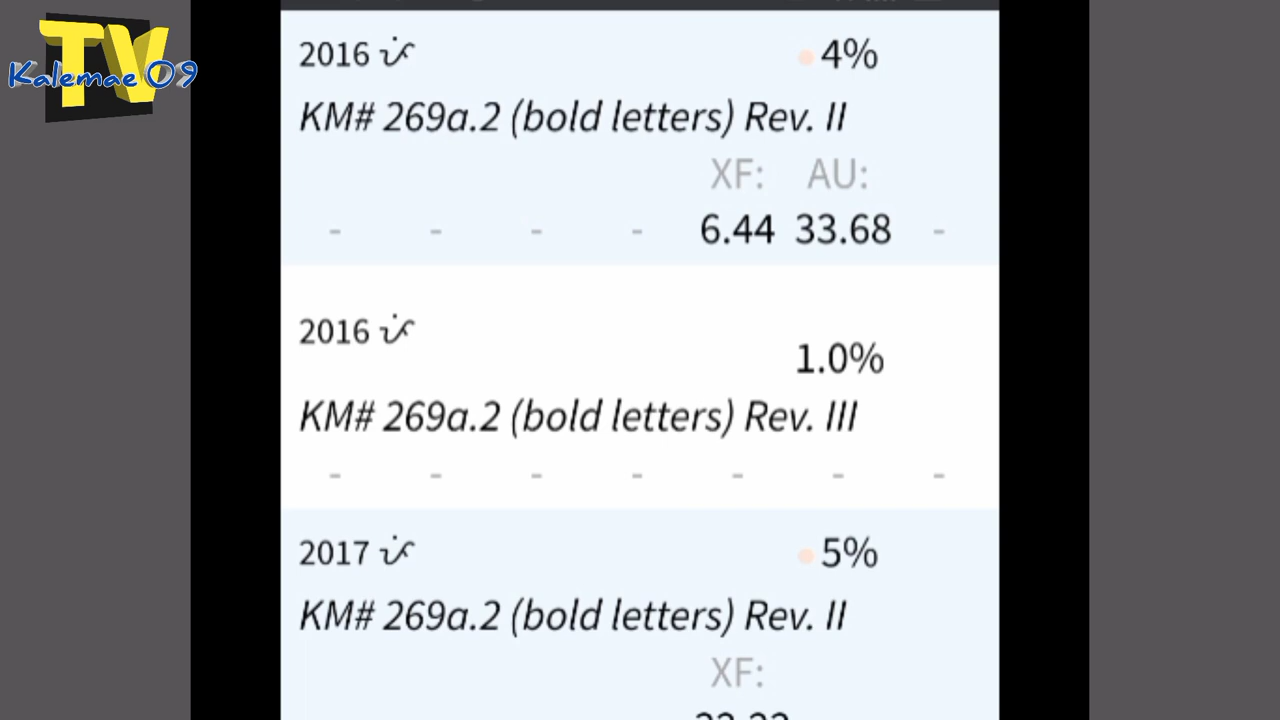 TV
Kalemae 09
2016 4%
KM# 269a.2 (bold letters) Rev. II
XF: AU:
- - - - 6.44 33.68 -
2016
1.0%
KM# 269a.2 (bold letters) Rev. III
- - - - - - -
2017 5%
KM# 269a.2 (bold letters) Rev. II
XF: